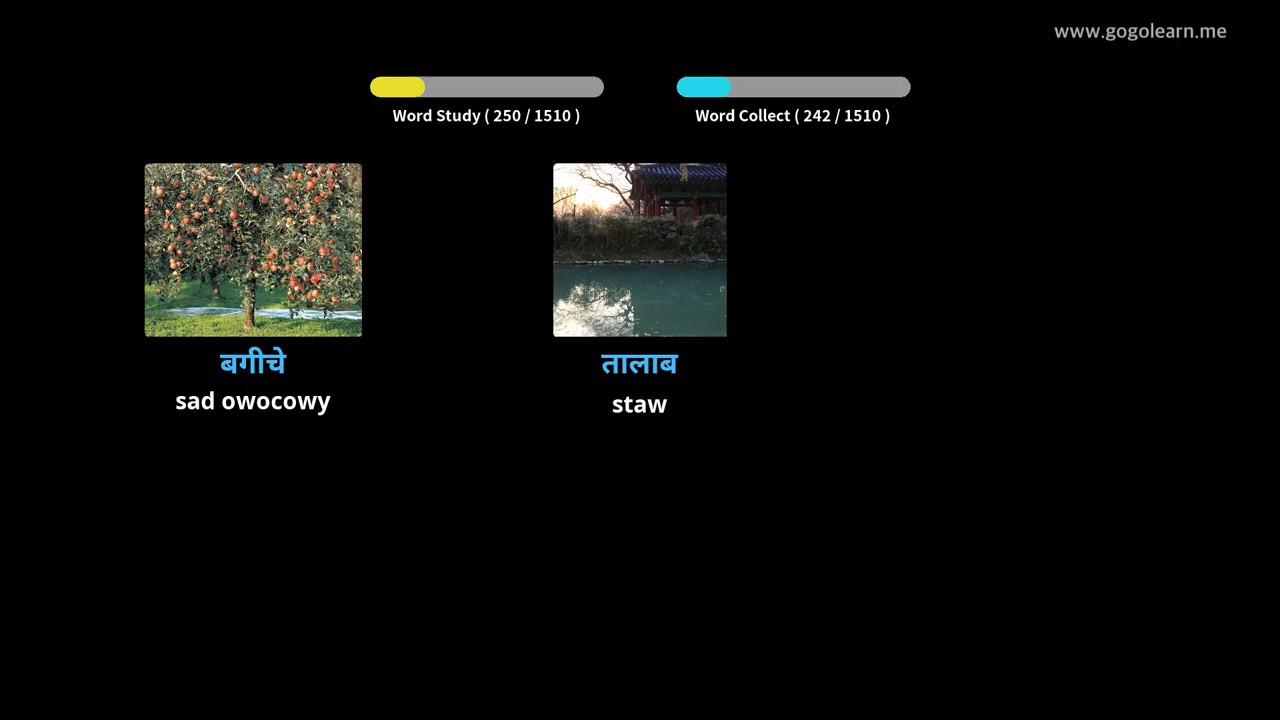 www.gogolearn.me
Word Study ( 250 / 1510 )
Word Collect ( 242 / 1510 )
बगीचे
sad owocowy
तालाब
staw